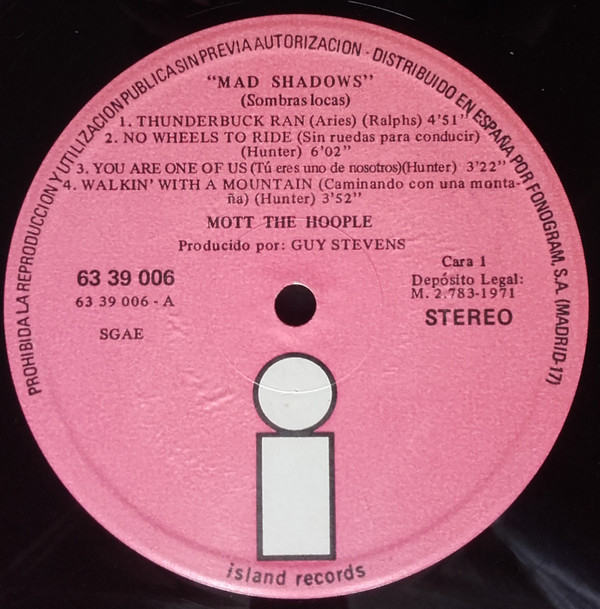 PROHIBIDA LA REPRODUCCION Y UTILIZACION PUBLICA SIN PREVIA AUTORIZACION - DISTRIBUIDO EN ESPAÑA POR FONOGRAM, S.A. (MADRID-17)
"MAD SHADOWS"
(Sombras locas)
1. THUNDERBUCK RAN (Aries) (Ralphs) 4'51"
2. NO WHEELS TO RIDE (Sin ruedas para conducir)
(Hunter) 6'02"
3. YOU ARE ONE OF US (Tú eres uno de nosotros)(Hunter) 3'22"
4. WALKIN' WITH A MOUNTAIN (Caminando con una monta-
ña) (Hunter) 3'52"
MOTT THE HOOPLE
Producido por: GUY STEVENS
63 39 006
63 39 006 - A
SGAE
Cara 1
Depósito Legal:
M. 2.783-1971
STEREO
island records